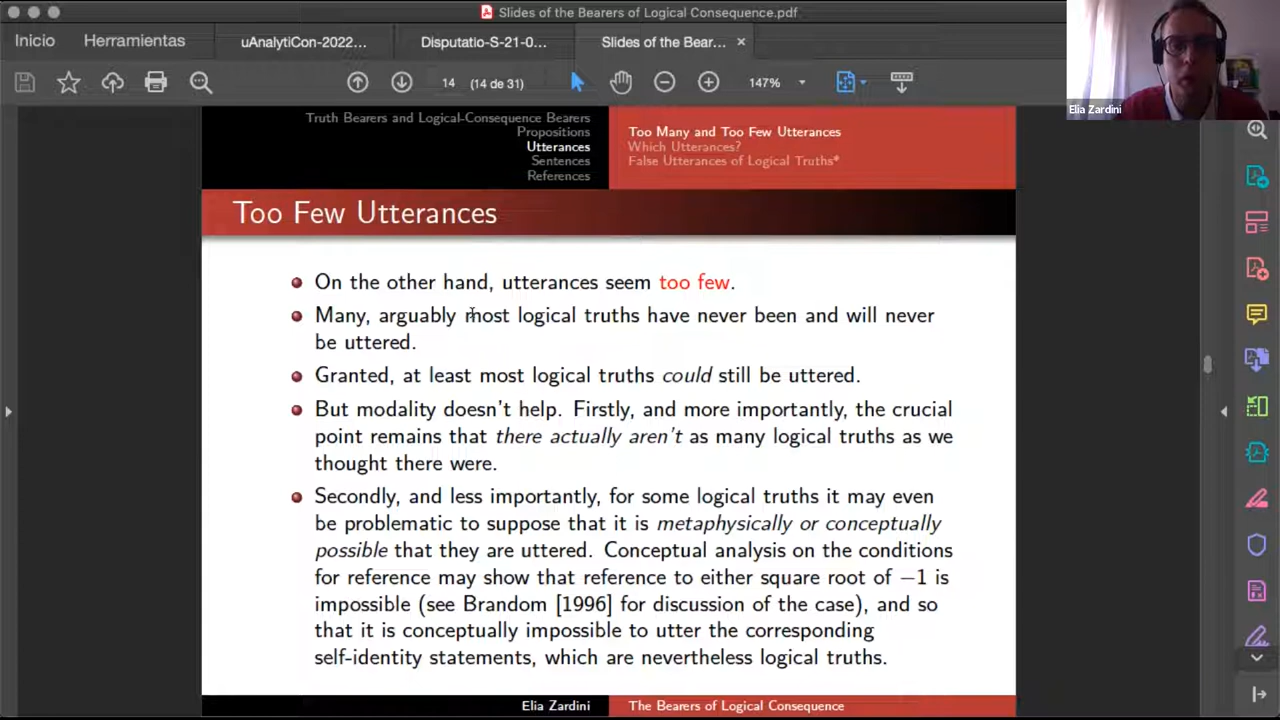 Slides of the Bearers of Logical Consequence.pdf
Inicio
Herramientas
uAnalytiCon-2022...
Disputatio-S-21-0...
Slides of the Bear...
14
(14 de 31)
147%
Elia Zardini
Truth Bearers and Logical-Consequence Bearers
Propositions
Utterances
Sentences
References
Too Many and Too Few Utterances
Which Utterances?
False Utterances of Logical Truths*
Too Few Utterances
On the other hand, utterances seem too few.
Many, arguably most logical truths have never been and will never
be uttered.
Granted, at least most logical truths could still be uttered.
But modality doesn't help. Firstly, and more importantly, the crucial
point remains that there actually aren't as many logical truths as we
thought there were.
Secondly, and less importantly, for some logical truths it may even
be problematic to suppose that it is metaphysically or conceptually
possible that they are uttered. Conceptual analysis on the conditions
for reference may show that reference to either square root of −1 is
impossible (see Brandom [1996] for discussion of the case), and so
that it is conceptually impossible to utter the corresponding
self-identity statements, which are nevertheless logical truths.
Elia Zardini
The Bearers of Logical Consequence